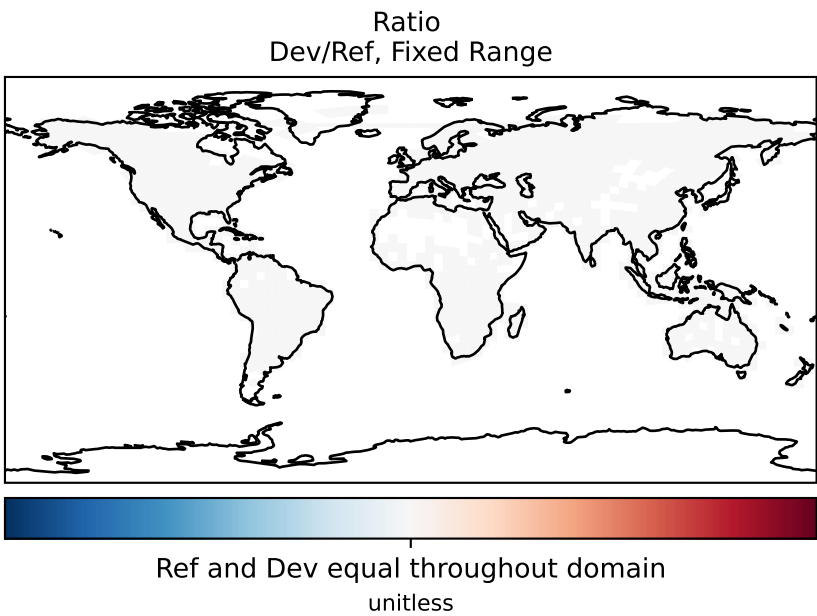 Ratio
Dev/Ref, Fixed Range
Ref and Dev equal throughout domain
unitless